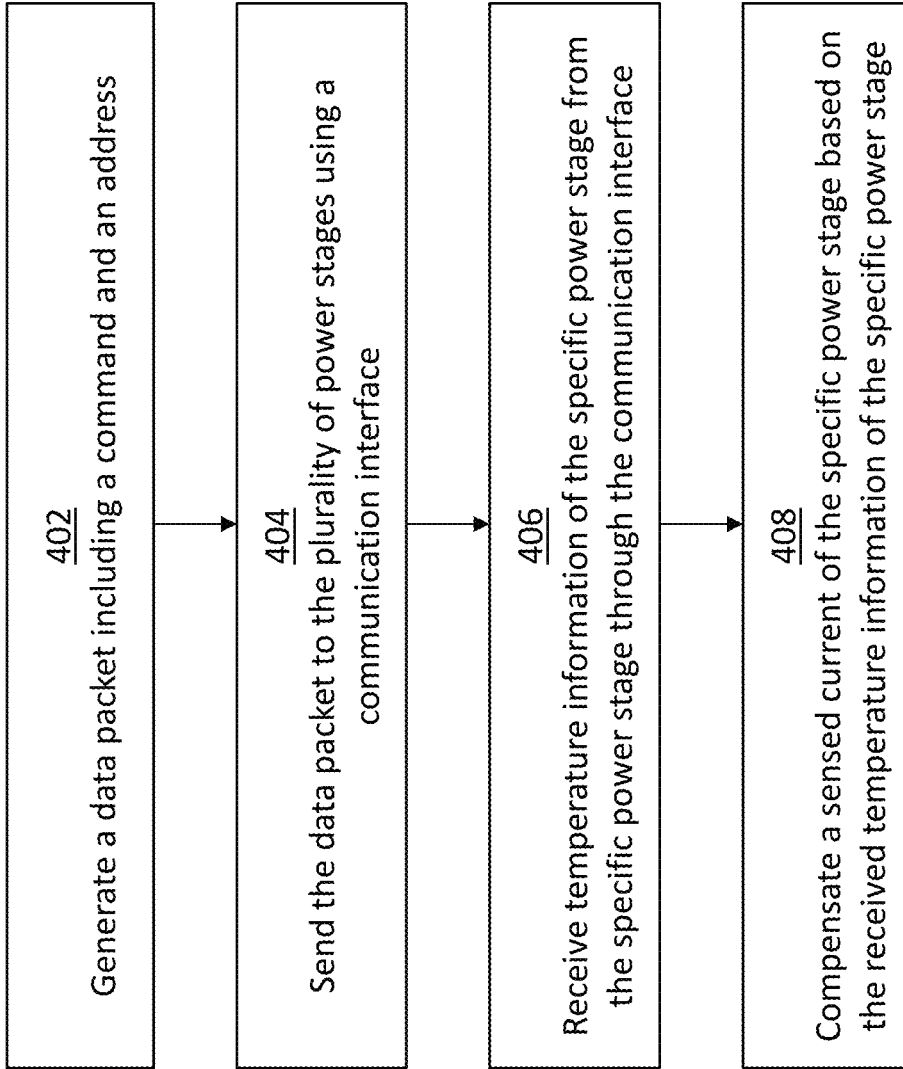 402
Generate a data packet including a command and an address
404
Send the data packet to the plurality of power stages using a
communication interface
406
Receive temperature information of the specific power stage from
the specific power stage through the communication interface
408
Compensate a sensed current of the specific power stage based on
the received temperature information of the specific power stage